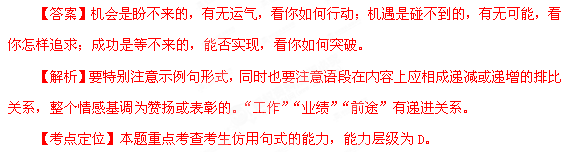 【答案】机会是盼不来的，有无运气，看你如何行动；机遇是碰不到的，有无可能，看
你怎样追求；成功是等不来的，能否实现，看你如何突破。
【解析】要特别注意示例句形式，同时也要注意语段在内容上应相成递减或递增的排比
关系，整个情感基调为赞扬或表彰的。“工作”“业绩”“前途”有递进关系。
【考点定位】本题重点考查考生仿用句式的能力，能力层级为 D。